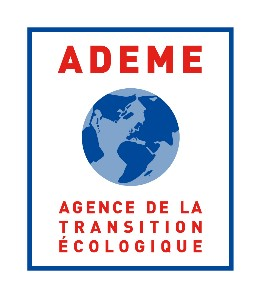 ADEME
AGENCE DE LA
TRANSITION
ÉCOLOGIQUE